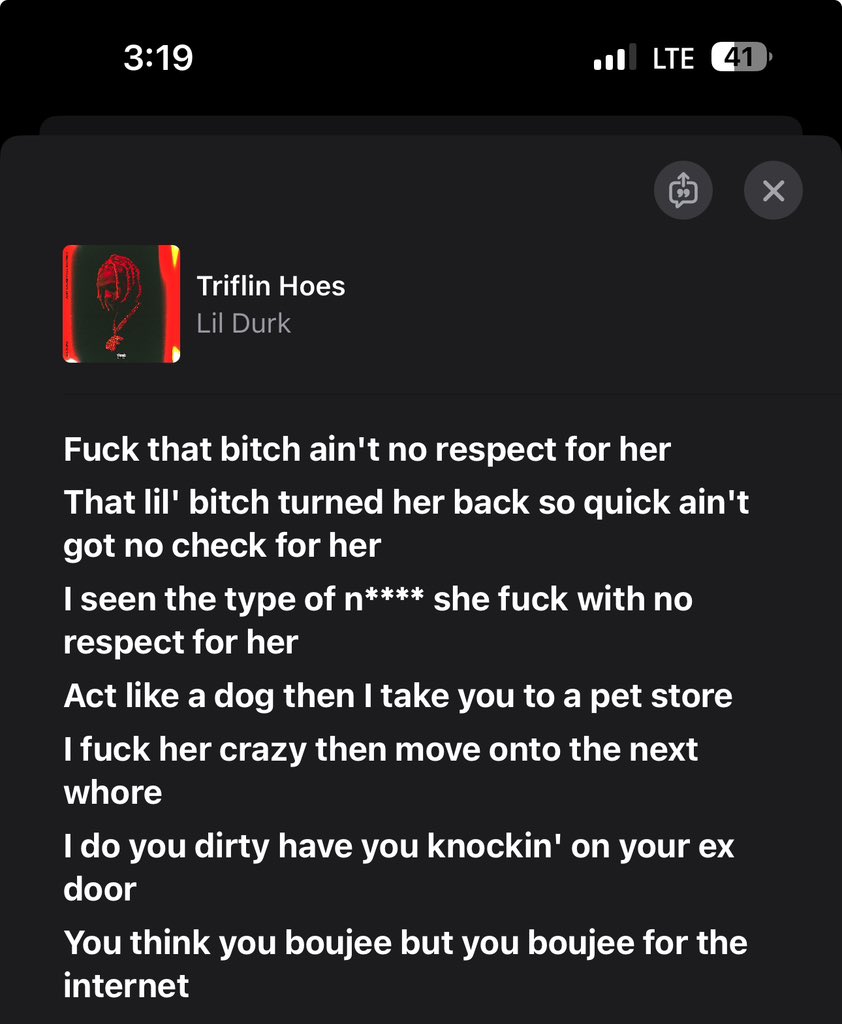 3:19
LTE
41
Triflin Hoes
Lil Durk
Fuck that bitch ain't no respect for her
That lil' bitch turned her back so quick ain't
got no check for her
I seen the type of n**** she fuck with no
respect for her
Act like a dog then I take you to a pet store
I fuck her crazy then move onto the next
whore
I do you dirty have you knockin' on your ex
door
You think you boujee but you boujee for the
internet